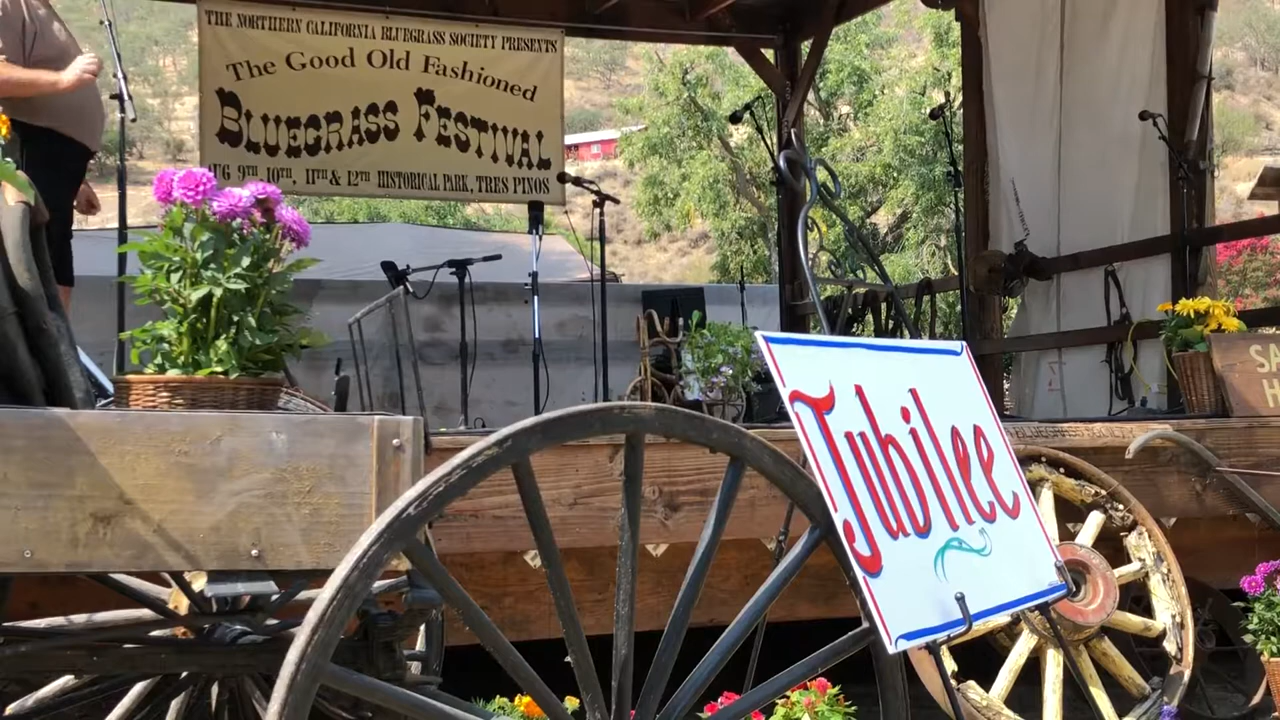 THE NORTHERN CALIFORNIA BLUEGRASS SOCIETY PRESENTS
The Good Old Fashioned
BLUEGRASS FESTIVAL
AUG 9TH, 10TH, 11TH & 12TH HISTORICAL PARK, TRES PINOS
Jubilee
SA
H